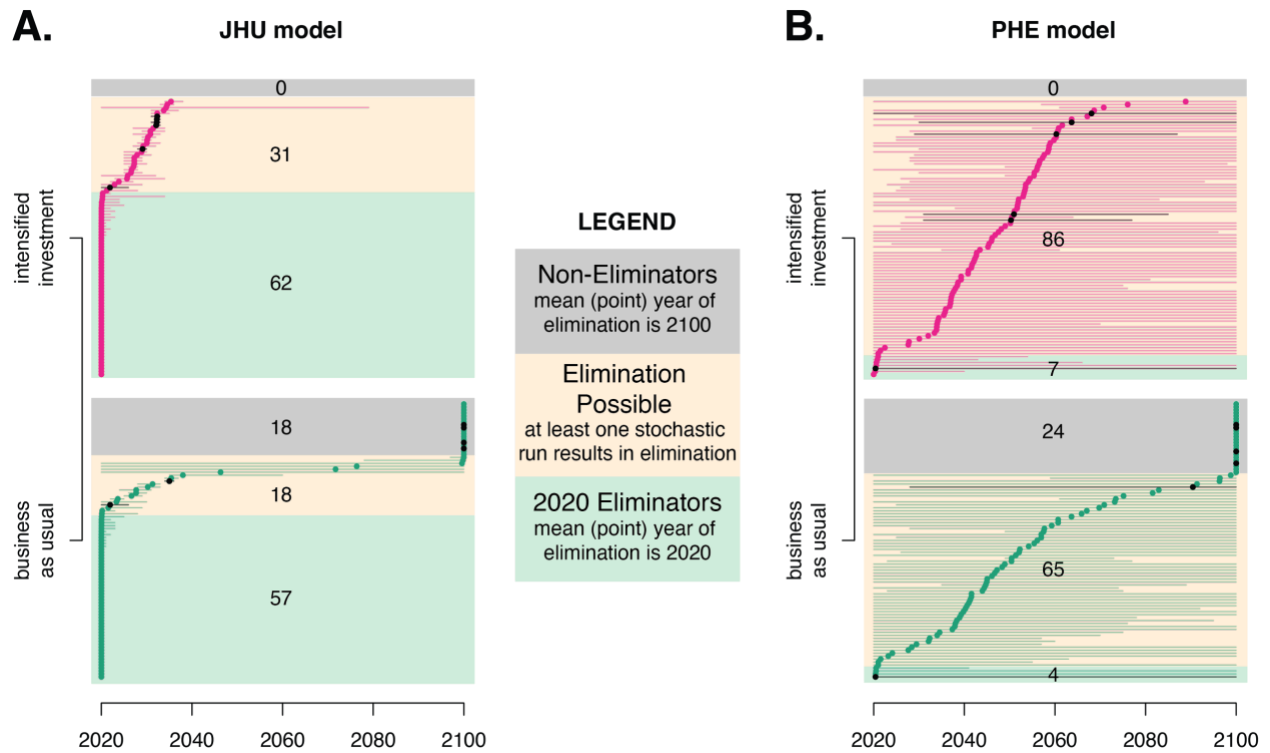 A.
JHU model
0
31
62
intensified
investment
18
18
57
business
as usual
2020
2040
2060
2080
2100
LEGEND
Non-Eliminators
mean (point) year of
elimination is 2100
Elimination
Possible
at least one stochastic
run results in elimination
2020 Eliminators
mean (point) year of
elimination is 2020
B.
PHE model
0
86
7
intensified
investment
24
65
4
business
as usual
2020
2040
2060
2080
2100